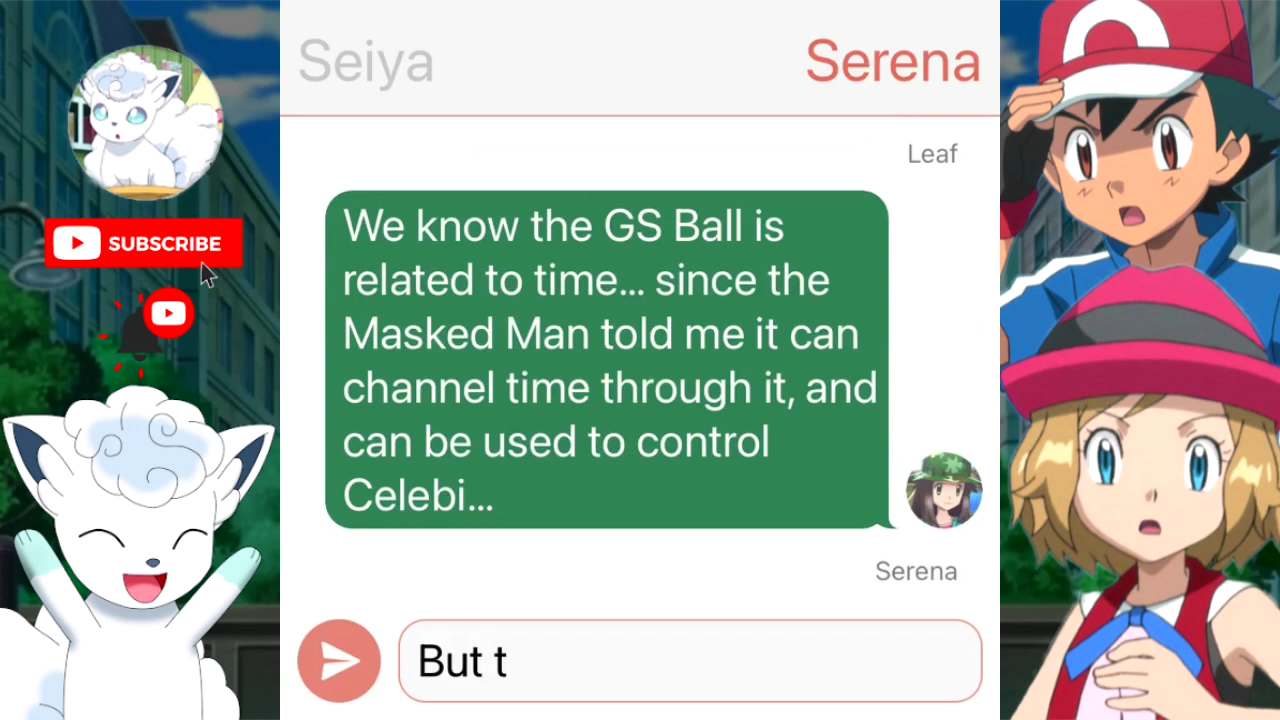 Seiya
Serena
Leaf
We know the GS Ball is
related to time... since the
Masked Man told me it can
channel time through it, and
can be used to control
Celebi...
SUBSCRIBE
Serena
But t